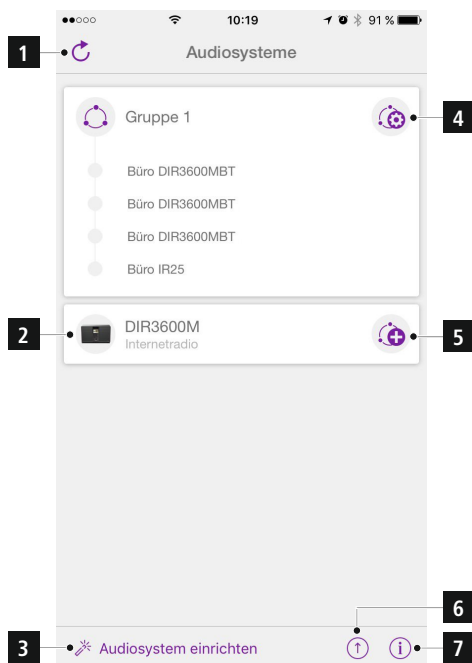 10:19
91 %
1
Audiosysteme
Gruppe 1
4
Büro DIR3600MBT
Büro DIR3600MBT
Büro DIR3600MBT
Büro IR25
2
DIR3600M
Internetradio
5
6
3
Audiosystem einrichten
i
7